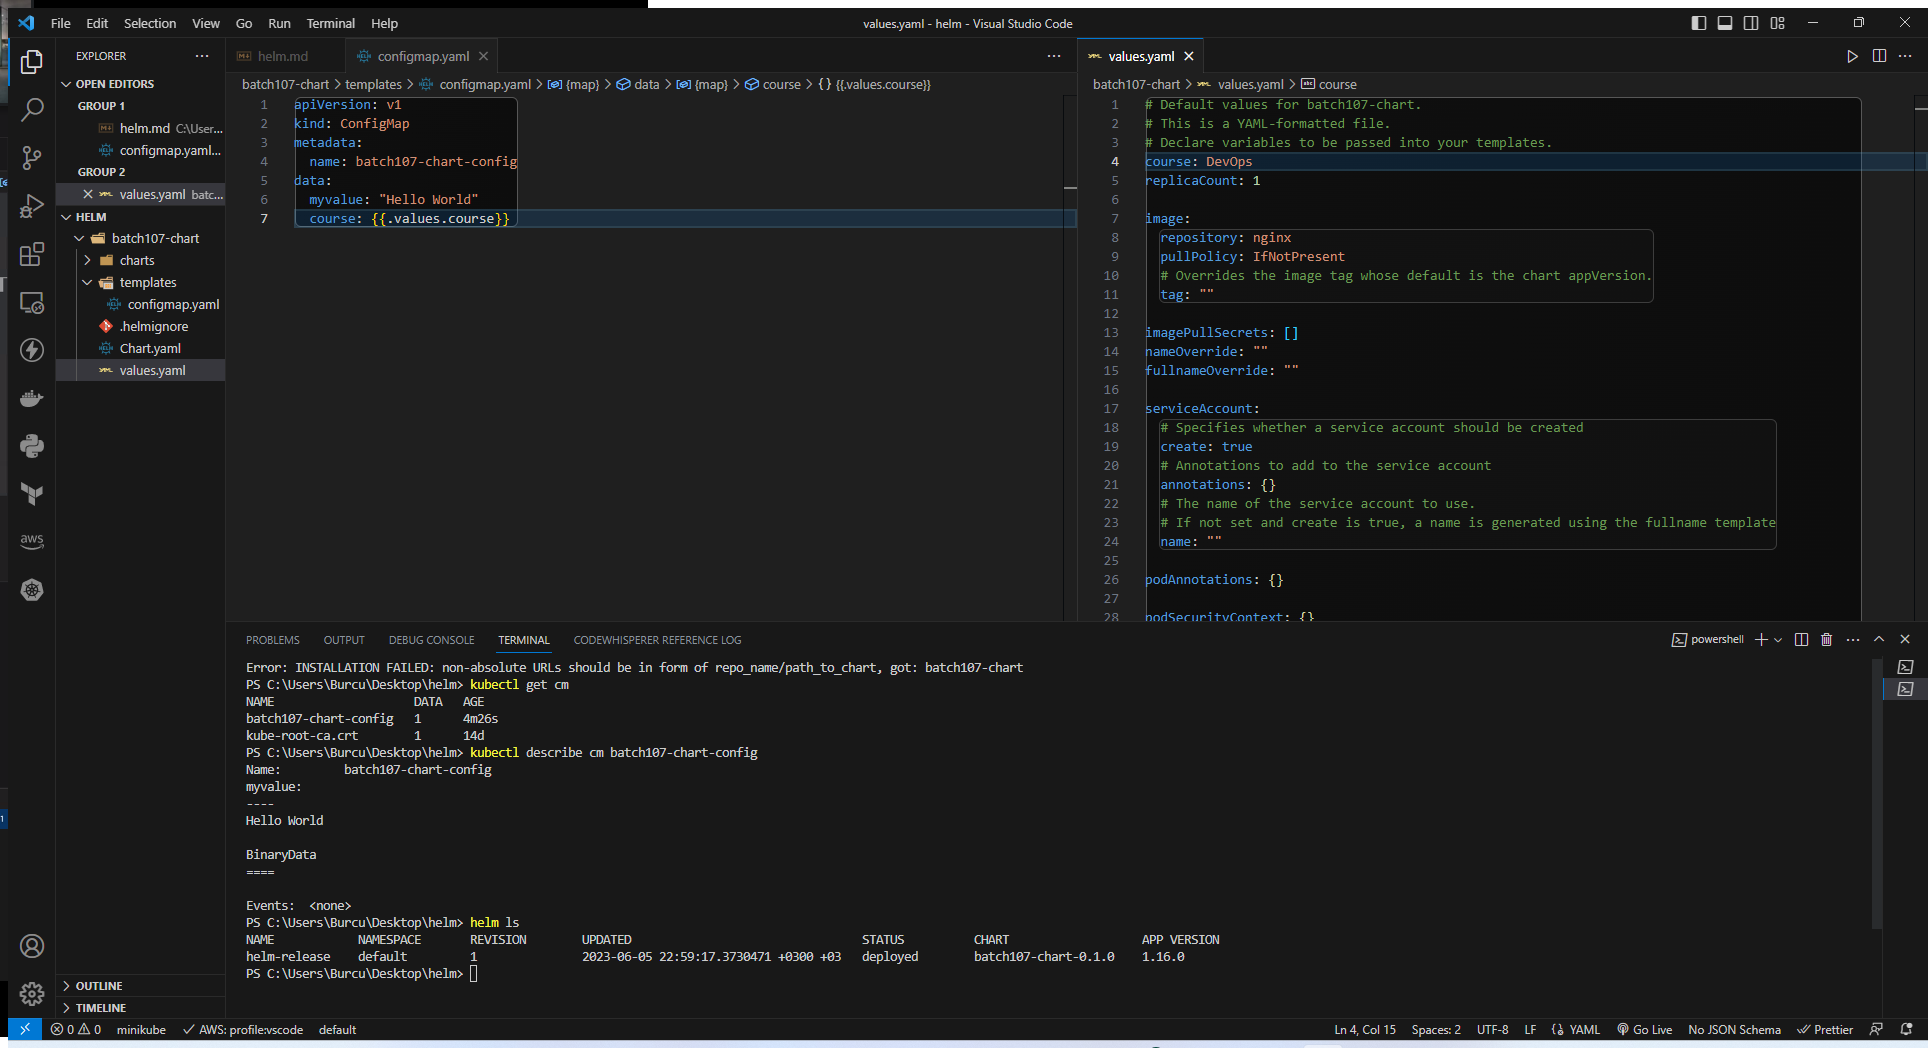 File Edit Selection View Go Run Terminal Help
values.yaml - helm - Visual Studio Code
EXPLORER
OPEN EDITORS
GROUP 1
helm.md C:\User...
configmap.yaml...
GROUP 2
values.yaml batc...
HELM
batch107-chart
charts
templates
configmap.yaml
.helmignore
Chart.yaml
values.yaml
OUTLINE
TIMELINE
aws
helm.md
configmap.yaml
batch107-chart > templates > configmap.yaml > {map} > data > {map} > course > {} {{.values.course}}
1 apiVersion: v1
2 kind: ConfigMap
3 metadata:
4 name: batch107-chart-config
5 data:
6 myvalue: "Hello World"
7 course: {{.values.course}}
values.yaml
batch107-chart > values.yaml > course
1 # Default values for batch107-chart.
2 # This is a YAML-formatted file.
3 # Declare variables to be passed into your templates.
4 course: DevOps
5 replicaCount: 1
6
7 image:
8 repository: nginx
9 pullPolicy: IfNotPresent
10 # Overrides the image tag whose default is the chart appVersion.
11 tag: ""
12
13 imagePullSecrets: []
14 nameOverride: ""
15 fullnameOverride: ""
16
17 serviceAccount:
18 # Specifies whether a service account should be created
19 create: true
20 # Annotations to add to the service account
21 annotations: {}
22 # The name of the service account to use.
23 # If not set and create is true, a name is generated using the fullname template
24 name: ""
25
26 podAnnotations: {}
27
28 podSecurityContext: {}
PROBLEMS OUTPUT DEBUG CONSOLE TERMINAL CODEWHISPERER REFERENCE LOG
powershell
Error: INSTALLATION FAILED: non-absolute URLs should be in form of repo_name/path_to_chart, got: batch107-chart
PS C:\Users\Burcu\Desktop\helm> kubectl get cm
NAME DATA AGE
batch107-chart-config 1 4m26s
kube-root-ca.crt 1 14d
PS C:\Users\Burcu\Desktop\helm> kubectl describe cm batch107-chart-config
Name: batch107-chart-config
myvalue:
----
Hello World
BinaryData
====
Events: <none>
PS C:\Users\Burcu\Desktop\helm> helm ls
NAME NAMESPACE REVISION UPDATED STATUS CHART APP VERSION
helm-release default 1 2023-06-05 22:59:17.3730471 +0300 +03 deployed batch107-chart-0.1.0 1.16.0
PS C:\Users\Burcu\Desktop\helm>
0 0 minikube AWS: profile:vscode default
Ln 4, Col 15 Spaces: 2 UTF-8 LF YAML Go Live No JSON Schema Prettier